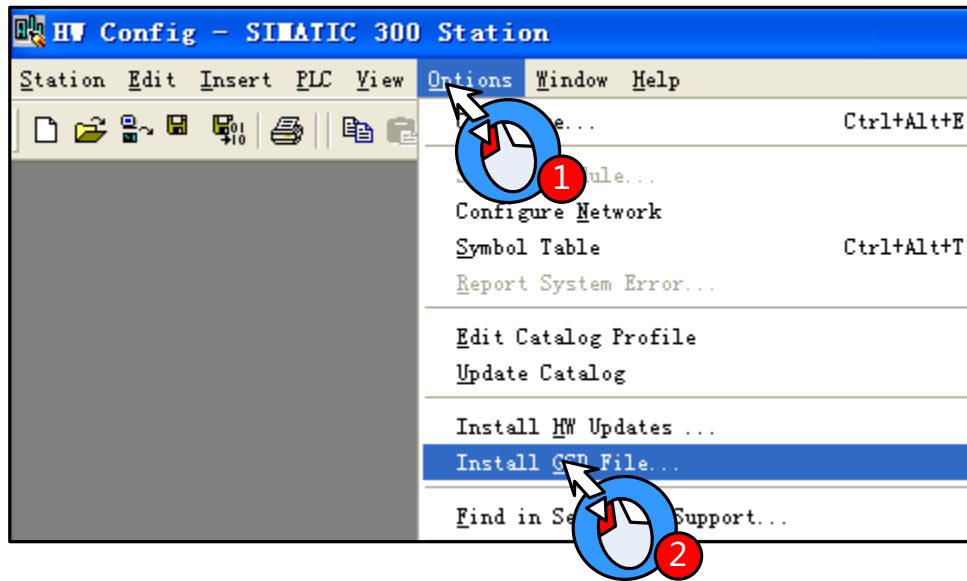 HW Config - SIMATIC 300 Station
Station Edit Insert PLC View Options Window Help
Ctrl+Alt+E
1
Configure Network
Symbol Table Ctrl+Alt+T
Report System Error...
Edit Catalog Profile
Update Catalog
Install HW Updates ...
Install GSD File...
Find in Support...
2